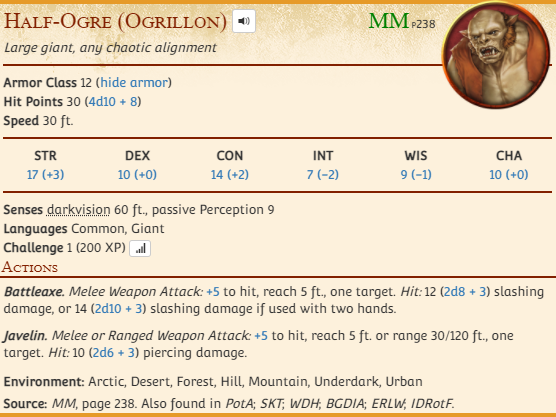 Half-Ogre (Ogrillon) MM P238
Large giant, any chaotic alignment
Armor Class 12 (hide armor)
Hit Points 30 (4d10 + 8)
Speed 30 ft.
STR DEX CON INT WIS CHA
17 (+3) 10 (+0) 14 (+2) 7 (−2) 9 (−1) 10 (+0)
Senses darkvision 60 ft., passive Perception 9
Languages Common, Giant
Challenge 1 (200 XP)
Actions
Battleaxe. Melee Weapon Attack: +5 to hit, reach 5 ft., one target. Hit: 12 (2d8 + 3) slashing
damage, or 14 (2d10 + 3) slashing damage if used with two hands.
Javelin. Melee or Ranged Weapon Attack: +5 to hit, reach 5 ft. or range 30/120 ft., one
target. Hit: 10 (2d6 + 3) piercing damage.
Environment: Arctic, Desert, Forest, Hill, Mountain, Underdark, Urban
Source: MM, page 238. Also found in PotA; SKT; WDH; BGDIA; ERLW; IDRotF.